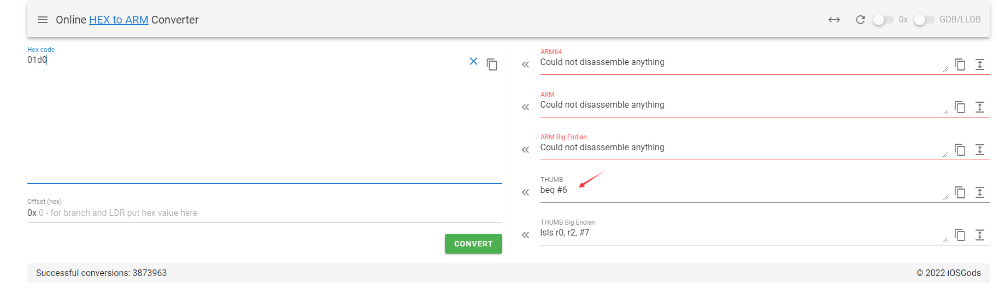 Online HEX to ARM Converter
0x
GDB/LLDB
Hex code
01d0
Offset (hex)
0x 0 - for branch and LDR put hex value here
CONVERT
ARM64
Could not disassemble anything
ARM
Could not disassemble anything
ARM Big Endian
Could not disassemble anything
THUMB
beq #6
THUMB Big Endian
lsls r0, r2, #7
Successful conversions: 3873963
© 2022 iOSGods